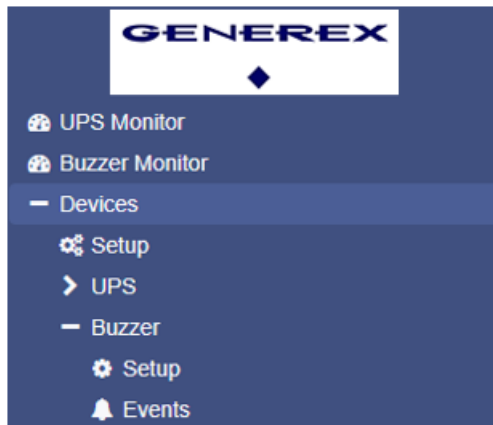 GENEREX
UPS Monitor
Buzzer Monitor
Devices
Setup
UPS
Buzzer
Setup
Events